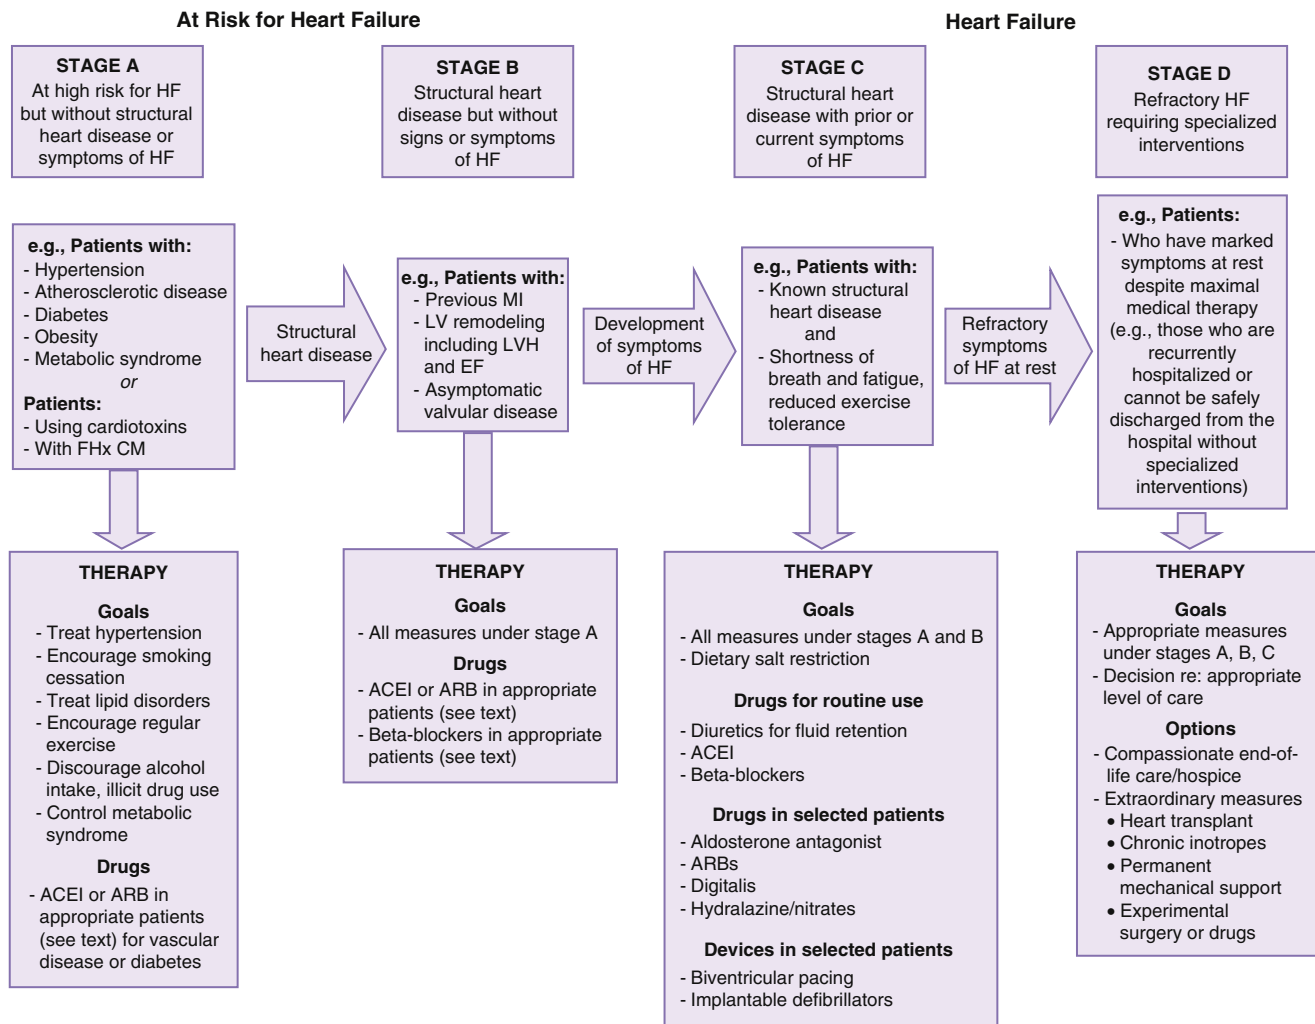 At Risk for Heart Failure
Heart Failure
STAGE A
At high risk for HF
but without structural
heart disease or
symptoms of HF
STAGE B
Structural heart
disease but without
signs or symptoms
of HF
STAGE C
Structural heart
disease with prior or
current symptoms
of HF
STAGE D
Refractory HF
requiring specialized
interventions
e.g., Patients with:
- Hypertension
- Atherosclerotic disease
- Diabetes
- Obesity
- Metabolic syndrome
or
Patients:
- Using cardiotoxins
- With FHx CM
Structural
heart disease
e.g., Patients with:
- Previous MI
- LV remodeling
including LVH
and EF
- Asymptomatic
valvular disease
Development
of symptoms
of HF
e.g., Patients with:
- Known structural
heart disease
and
- Shortness of
breath and fatigue,
reduced exercise
tolerance
Refractory
symptoms
of HF at rest
e.g., Patients:
- Who have marked
symptoms at rest
despite maximal
medical therapy
(e.g., those who are
recurrently
hospitalized or
cannot be safely
discharged from the
hospital without
specialized
interventions)
THERAPY
Goals
- Treat hypertension
- Encourage smoking
cessation
- Treat lipid disorders
- Encourage regular
exercise
- Discourage alcohol
intake, illicit drug use
- Control metabolic
syndrome
Drugs
- ACEI or ARB in
appropriate patients
(see text) for vascular
disease or diabetes
THERAPY
Goals
- All measures under stage A
Drugs
- ACEI or ARB in appropriate
patients (see text)
- Beta-blockers in appropriate
patients (see text)
THERAPY
Goals
- All measures under stages A and B
- Dietary salt restriction
Drugs for routine use
- Diuretics for fluid retention
- ACEI
- Beta-blockers
Drugs in selected patients
- Aldosterone antagonist
- ARBs
- Digitalis
- Hydralazine/nitrates
Devices in selected patients
- Biventricular pacing
- Implantable defibrillators
THERAPY
Goals
- Appropriate measures
under stages A, B, C
- Decision re: appropriate
level of care
Options
- Compassionate end-of-
life care/hospice
- Extraordinary measures
• Heart transplant
• Chronic inotropes
• Permanent
mechanical support
• Experimental
surgery or drugs